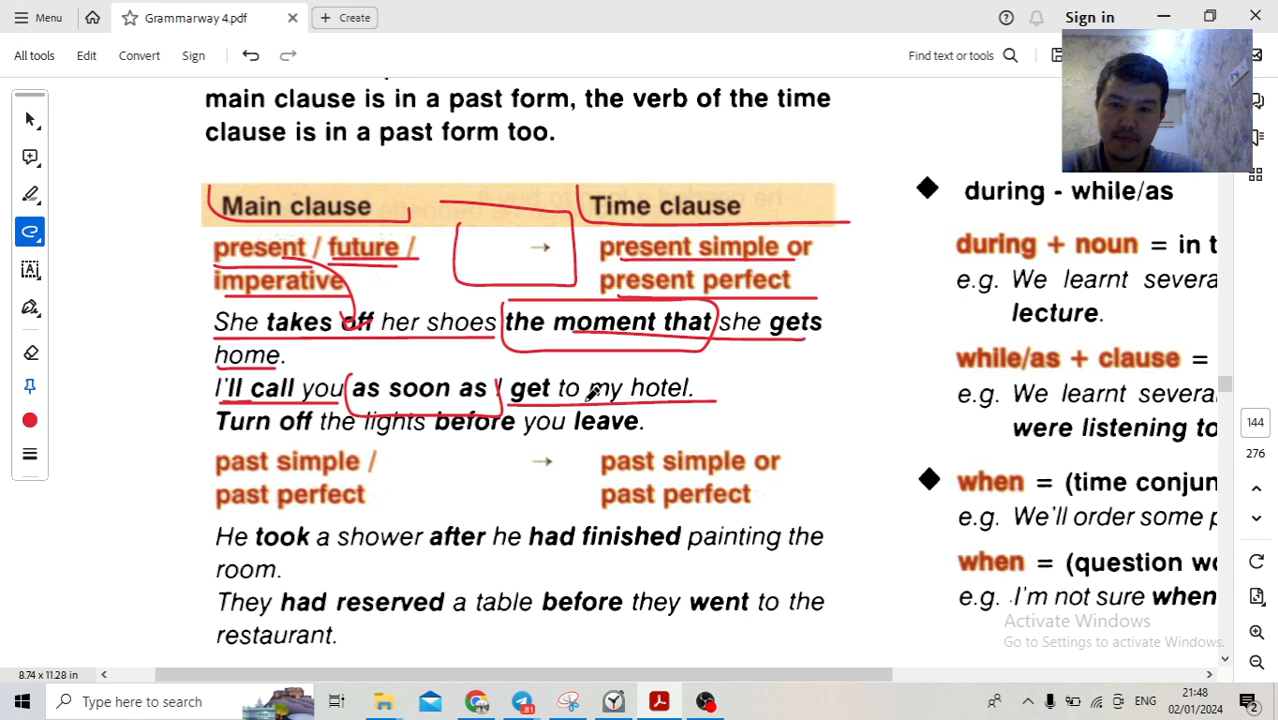 Menu
Grammarway 4.pdf
Create
Sign in
All tools
Edit
Convert
Sign
Find text or tools
main clause is in a past form, the verb of the time
clause is in a past form too.
Main clause
Time clause
present / future /
imperative
→
present simple or
present perfect
She takes off her shoes the moment that she gets
home.
I'll call you as soon as I get to my hotel.
Turn off the lights before you leave.
past simple /
past perfect
→
past simple or
past perfect
He took a shower after he had finished painting the
room.
They had reserved a table before they went to the
restaurant.
during - while/as
during + noun = in t
e.g. We learnt severa
lecture.
while/as + clause =
e.g. We learnt severa
were listening to
when = (time conjun
e.g. We'll order some p
when = (question wo
e.g. I'm not sure when
Activate Windows
Go to Settings to activate Windows.
144
276
8.74 x 11.28 in
Type here to search
81
ENG
21:48
02/01/2024
2